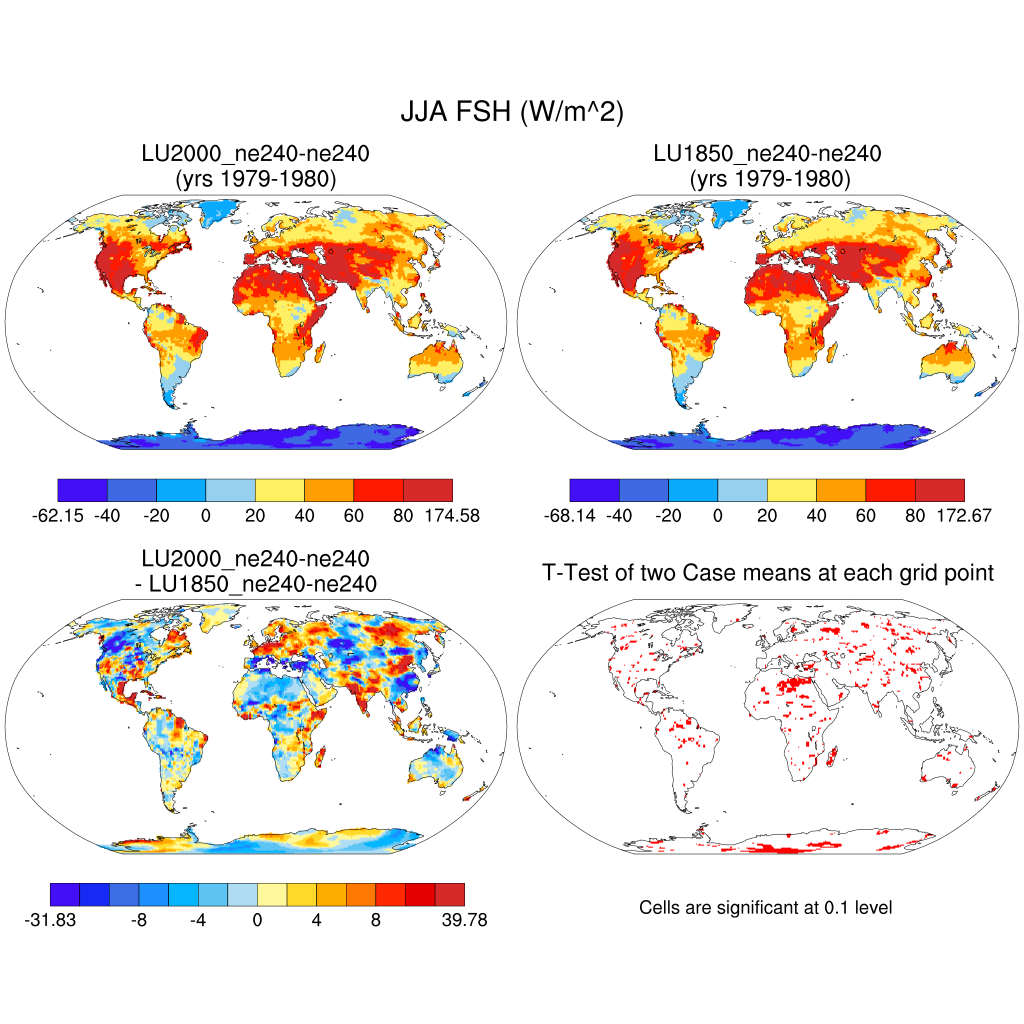 JJA FSH (W/m^2)
LU2000_ne240-ne240
(yrs 1979-1980)
LU1850_ne240-ne240
(yrs 1979-1980)
-62.15 -40 -20 0 20 40 60 80 174.58
-68.14 -40 -20 0 20 40 60 80 172.67
LU2000_ne240-ne240
- LU1850_ne240-ne240
T-Test of two Case means at each grid point
-31.83 -8 -4 0 4 8 39.78
Cells are significant at 0.1 level